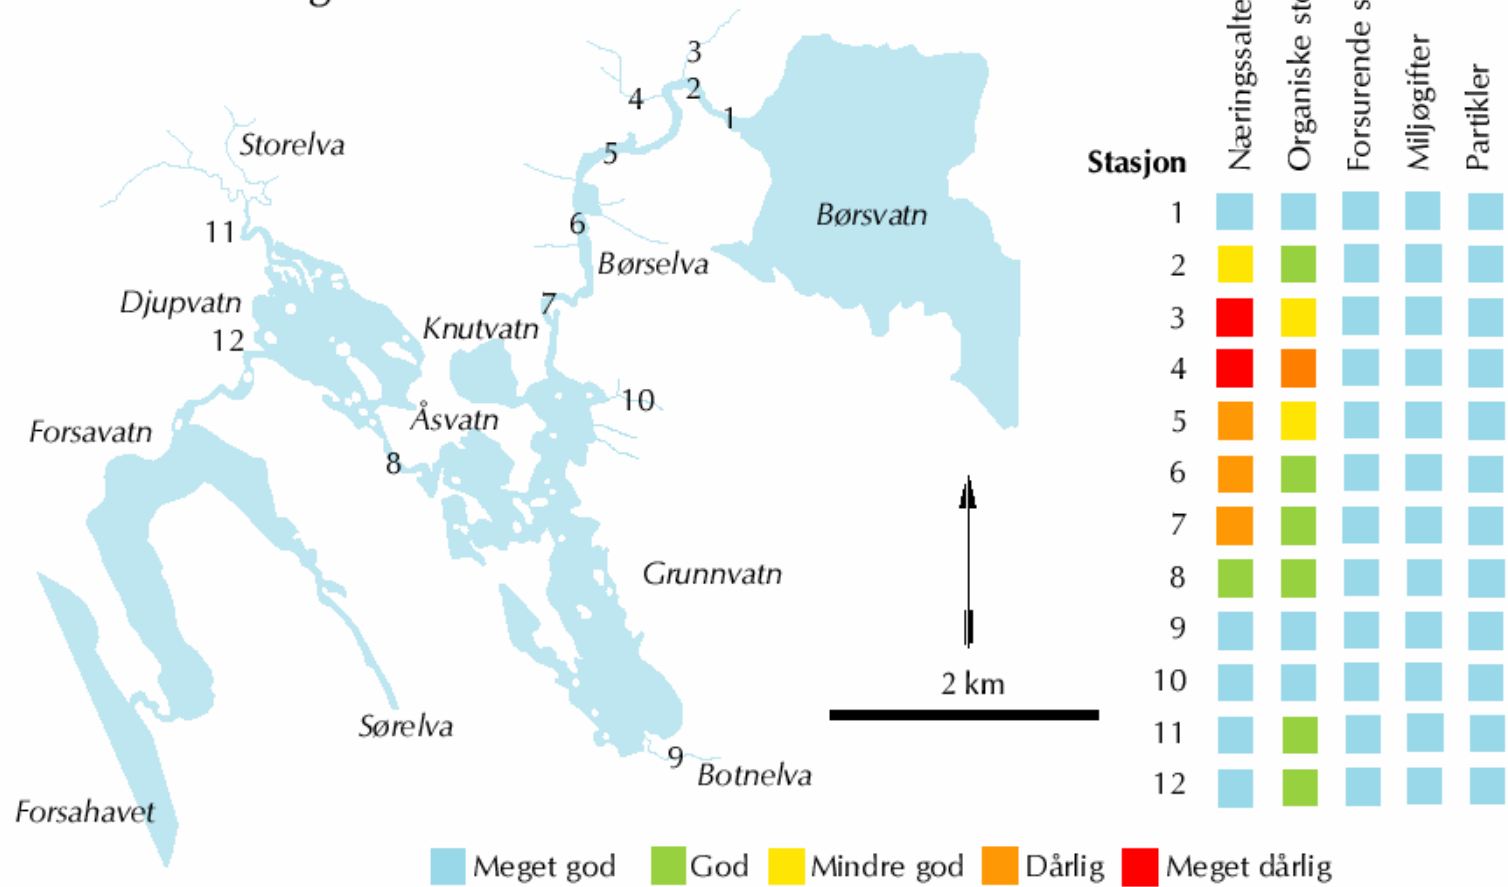 Næringssalte
Organiske sto
Forsurende s
Miljøgifter
Partikler
Stasjon
1
2
3
4
5
6
7
8
9
10
11
12
3
2
4
1
5
Storelva
Børsvatn
6
11
Børselva
Djupvatn
7
Knutvatn
12
10
Åsvatn
Forsavatn
8
Grunnvatn
2 km
Sørelva
9
Botnelva
Forsahavet
Meget god
God
Mindre god
Dårlig
Meget dårlig